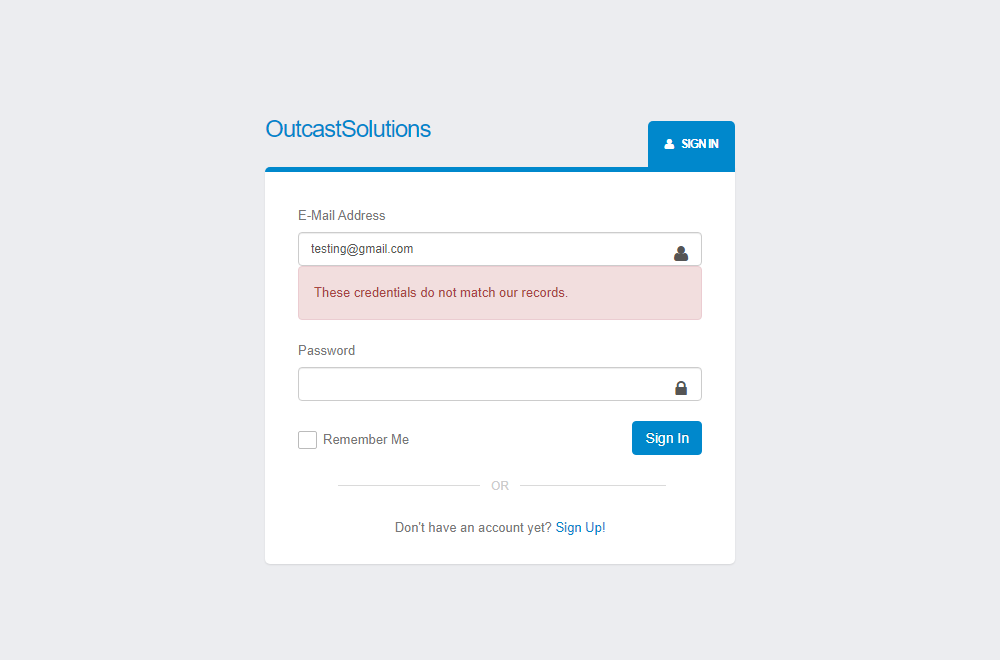 OutcastSolutions
SIGN IN
E-Mail Address
testing@gmail.com
These credentials do not match our records.
Password
Remember Me
Sign In
OR
Don't have an account yet? Sign Up!